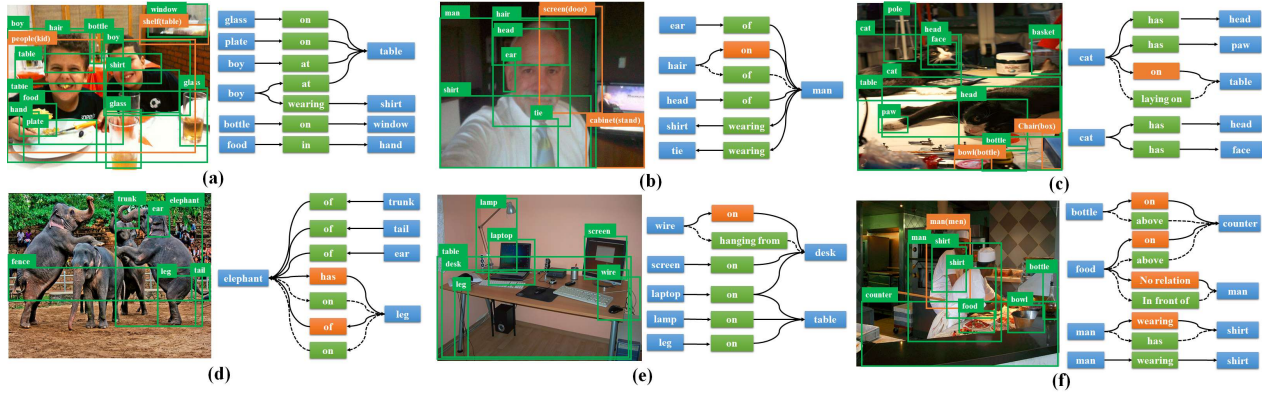 window
boy
hair
bottle
shelf(table)
people(kid)
boy
table
shirt
table
glass
food
glass
hand
plate
glass on
plate on table
boy at
at
boy
wearing shirt
bottle on window
food in hand
(a)
man
hair
screen(door)
head
ear
shirt
tie
cabinet(stand)
ear of
on
hair
of man
head of
shirt wearing
tie wearing
(b)
pole
cat
head
face
basket
cat
table
head
paw
Chair(box)
bottle
bowl(bottle)
has head
cat has paw
on
table
laying on
has head
cat
has face
(c)
trunk
elephant
ear
fence
leg
tail
of trunk
of tail
of ear
elephant has
on
leg
of
on
(d)
lamp
laptop
screen
table
desk
wire
leg
on
wire
hanging from
desk
screen on
laptop on
lamp on table
leg on
(e)
man(men)
man
shirt
shirt
bottle
counter
food
bowl
on
bottle
above counter
on
food above
No relation
man
In front of
wearing
man shirt
has
man wearing shirt
(f)